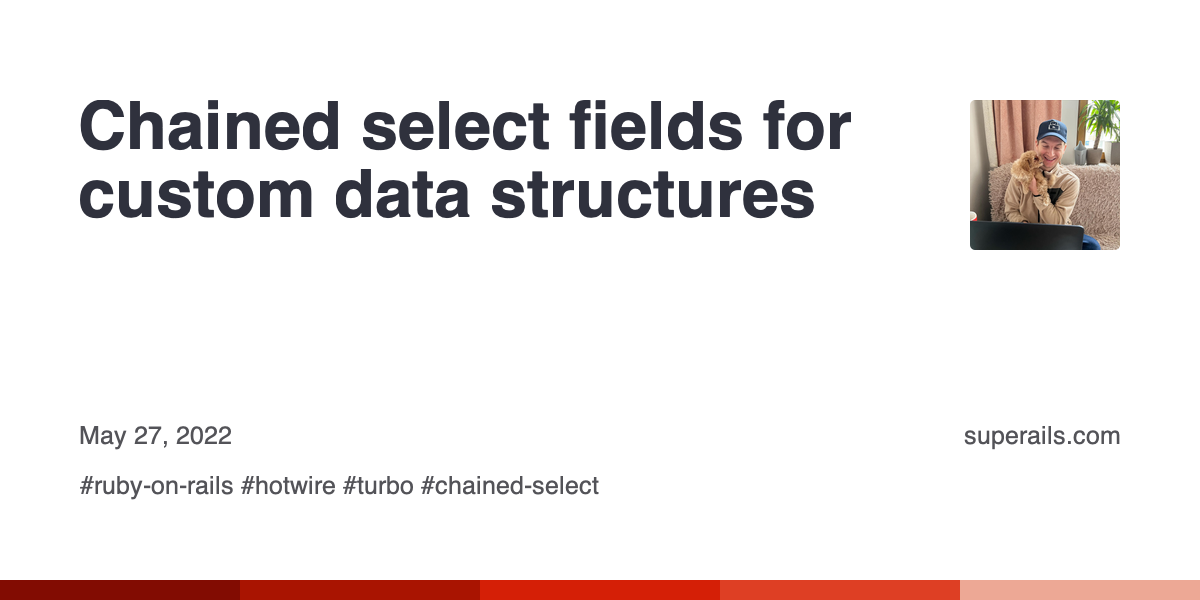 Chained select fields for
custom data structures
May 27, 2022
superails.com
#ruby-on-rails #hotwire #turbo #chained-select